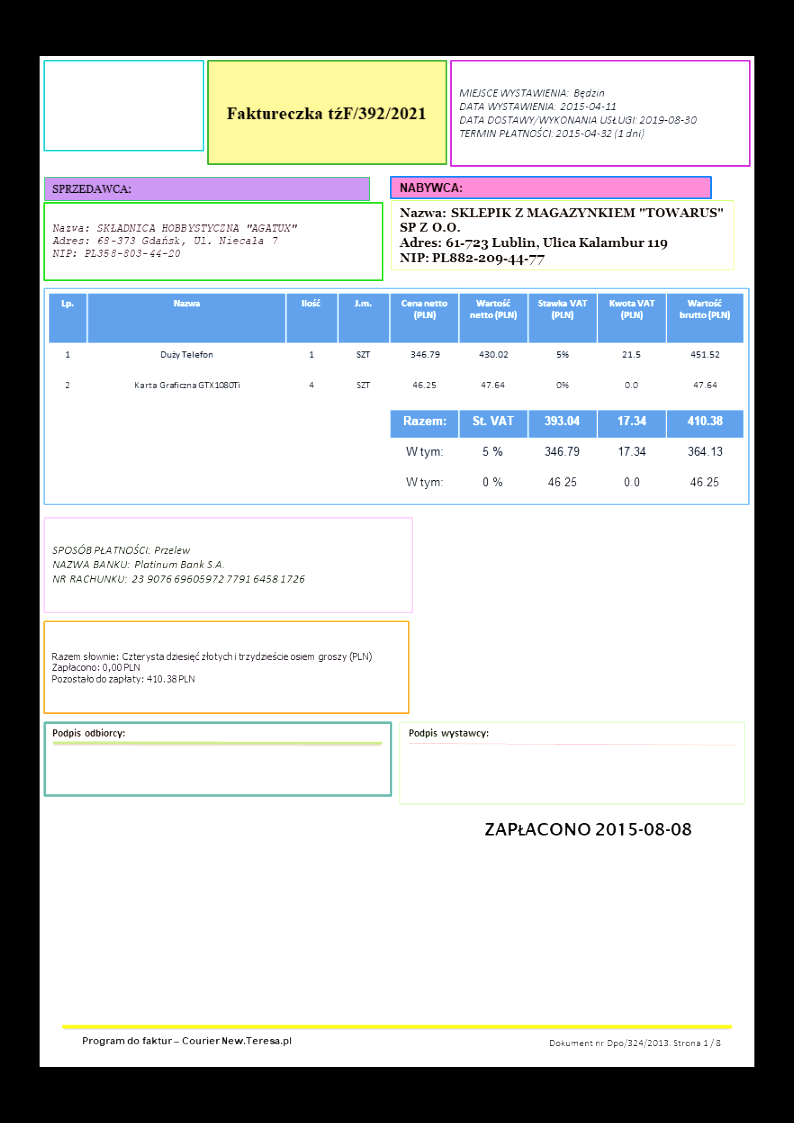 Faktureczka tźF/392/2021
MIEJSCE WYSTAWIENIA: Będzin
DATA WYSTAWIENIA: 2015-04-11
DATA DOSTAWY/WYKONANIA USŁUGI: 2019-08-30
TERMIN PŁATNOŚCI: 2015-04-32 (1 dni)
SPRZEDAWCA:
Nazwa: SKŁADNICA HOBBYSTYCZNA "AGATUX"
Adres: 68-373 Gdańsk, Ul. Niecala 7
NIP: PL358-803-44-20
NABYWCA:
Nazwa: SKLEPIK Z MAGAZYNKIEM "TOWARUS"
SP Z O.O.
Adres: 61-723 Lublin, Ulica Kalambur 119
NIP: PL882-209-44-77
Lp. Nazwa Ilość J.m. Cena netto (PLN) Wartość netto (PLN) Stawka VAT (PLN) Kwota VAT (PLN) Wartość brutto (PLN)
1 Duży Telefon 1 SZT 346.79 430.02 5% 21.5 451.52
2 Karta Graficzna GTX1080Ti 4 SZT 46.25 47.64 0% 0.0 47.64
Razem: St. VAT 393.04 17.34 410.38
W tym: 5 % 346.79 17.34 364.13
W tym: 0 % 46.25 0.0 46.25
SPOSÓB PŁATNOŚCI: Przelew
NAZWA BANKU: Platinum Bank S.A.
NR RACHUNKU: 23 9076 69605972 7791 6458 1726
Razem słownie: Czterysta dziesięć złotych i trzydzieście osiem groszy (PLN)
Zapłacono: 0,00 PLN
Pozostało do zapłaty: 410.38 PLN
Podpis odbiorcy:
Podpis wystawcy:
ZAPŁACONO 2015-08-08
Program do faktur – Courier New.Teresa.pl
Dokument nr Dpo/324/2013. Strona 1 / 8